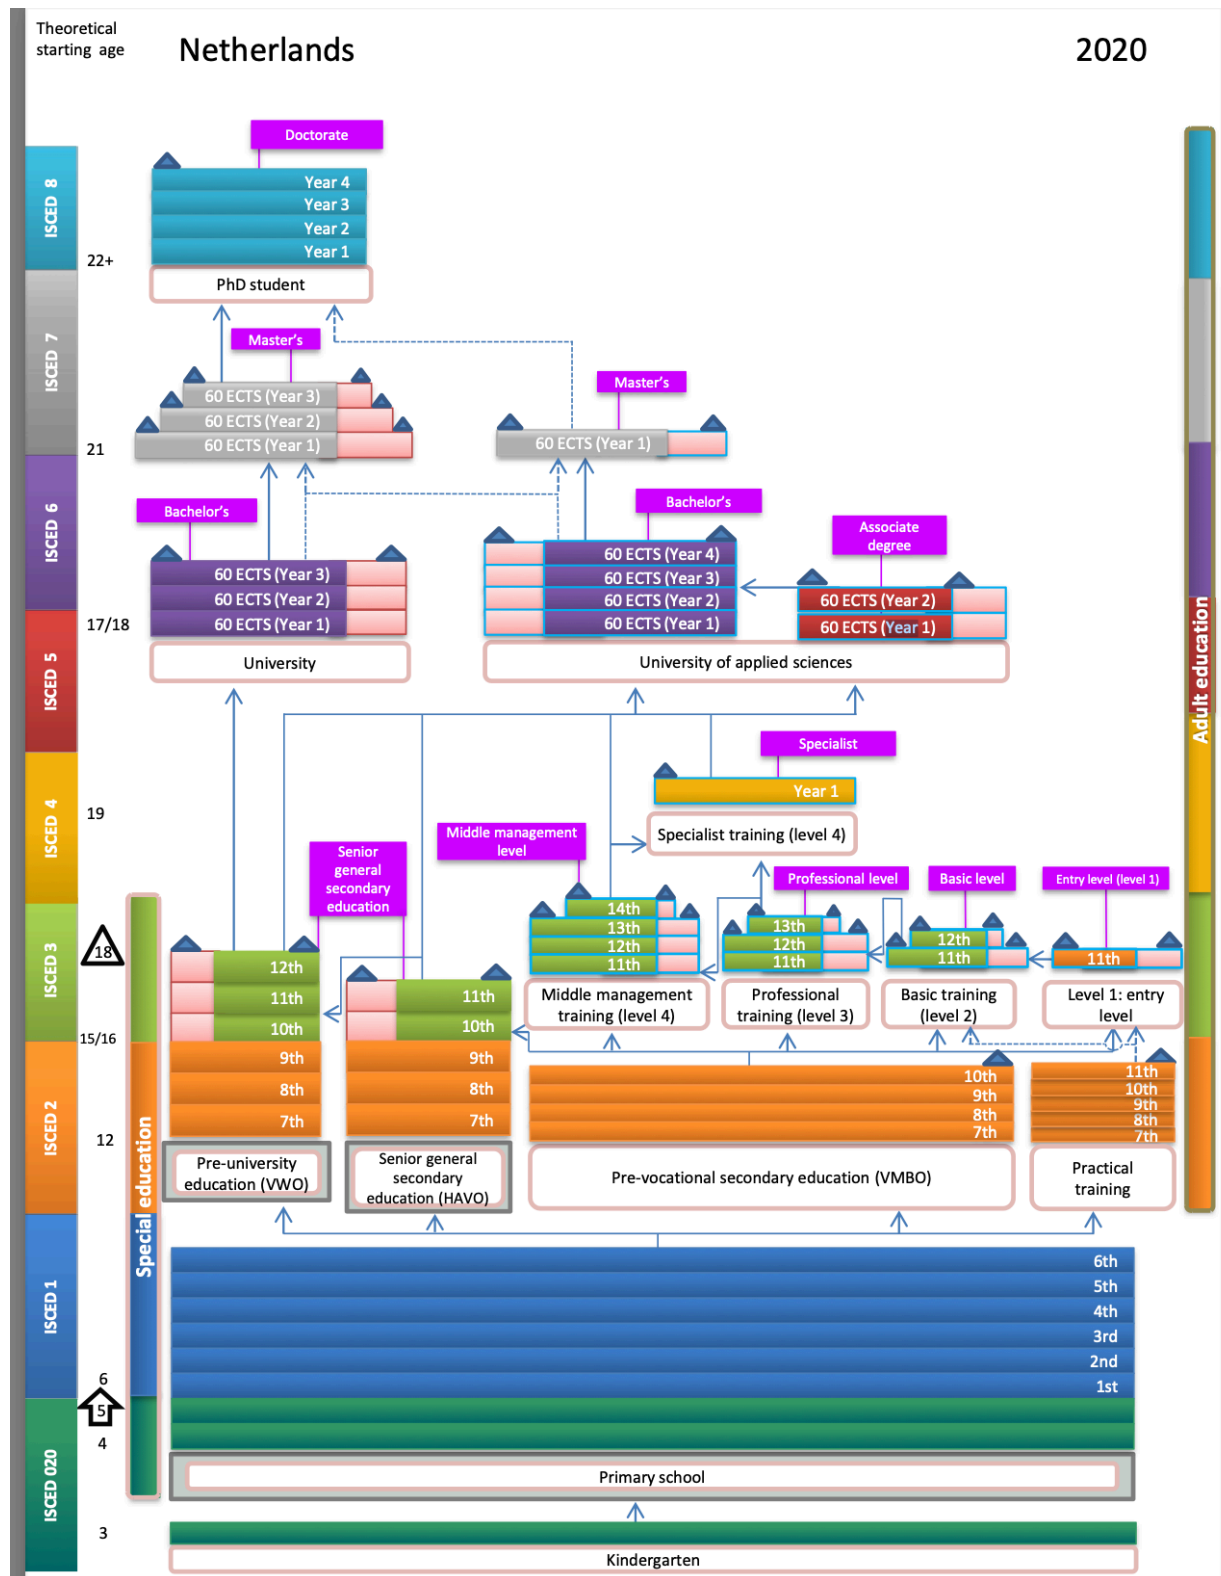 Theoretical
starting age
Netherlands
2020
Doctorate
ISCED 8
Year 4
Year 3
Year 2
Year 1
22+
PhD student
ISCED 7
Master's
Master's
60 ECTS (Year 3)
60 ECTS (Year 2)
60 ECTS (Year 1)
60 ECTS (Year 1)
21
ISCED 6
Bachelor's
Bachelor's
Associate
degree
60 ECTS (Year 3)
60 ECTS (Year 2)
60 ECTS (Year 1)
60 ECTS (Year 4)
60 ECTS (Year 3)
60 ECTS (Year 2)
60 ECTS (Year 1)
60 ECTS (Year 2)
60 ECTS (Year 1)
17/18
ISCED 5
University
University of applied sciences
Adult education
Specialist
ISCED 4
Year 1
19
Specialist training (level 4)
Middle management
level
Senior
general
secondary
education
Professional level
Basic level
Entry level (level 1)
ISCED 3
18
12th
11th
10th
11th
10th
14th
13th
12th
11th
13th
12th
11th
12th
11th
11th
Middle management
training (level 4)
Professional
training (level 3)
Basic training
(level 2)
Level 1: entry
level
15/16
ISCED 2
9th
8th
7th
9th
8th
7th
10th
9th
8th
7th
11th
10th
9th
8th
7th
12
Special education
Pre-university
education (VWO)
Senior general
secondary
education (HAVO)
Pre-vocational secondary education (VMBO)
Practical
training
ISCED 1
6th
5th
4th
3rd
2nd
1st
6
5
4
ISCED 020
Primary school
3
Kindergarten